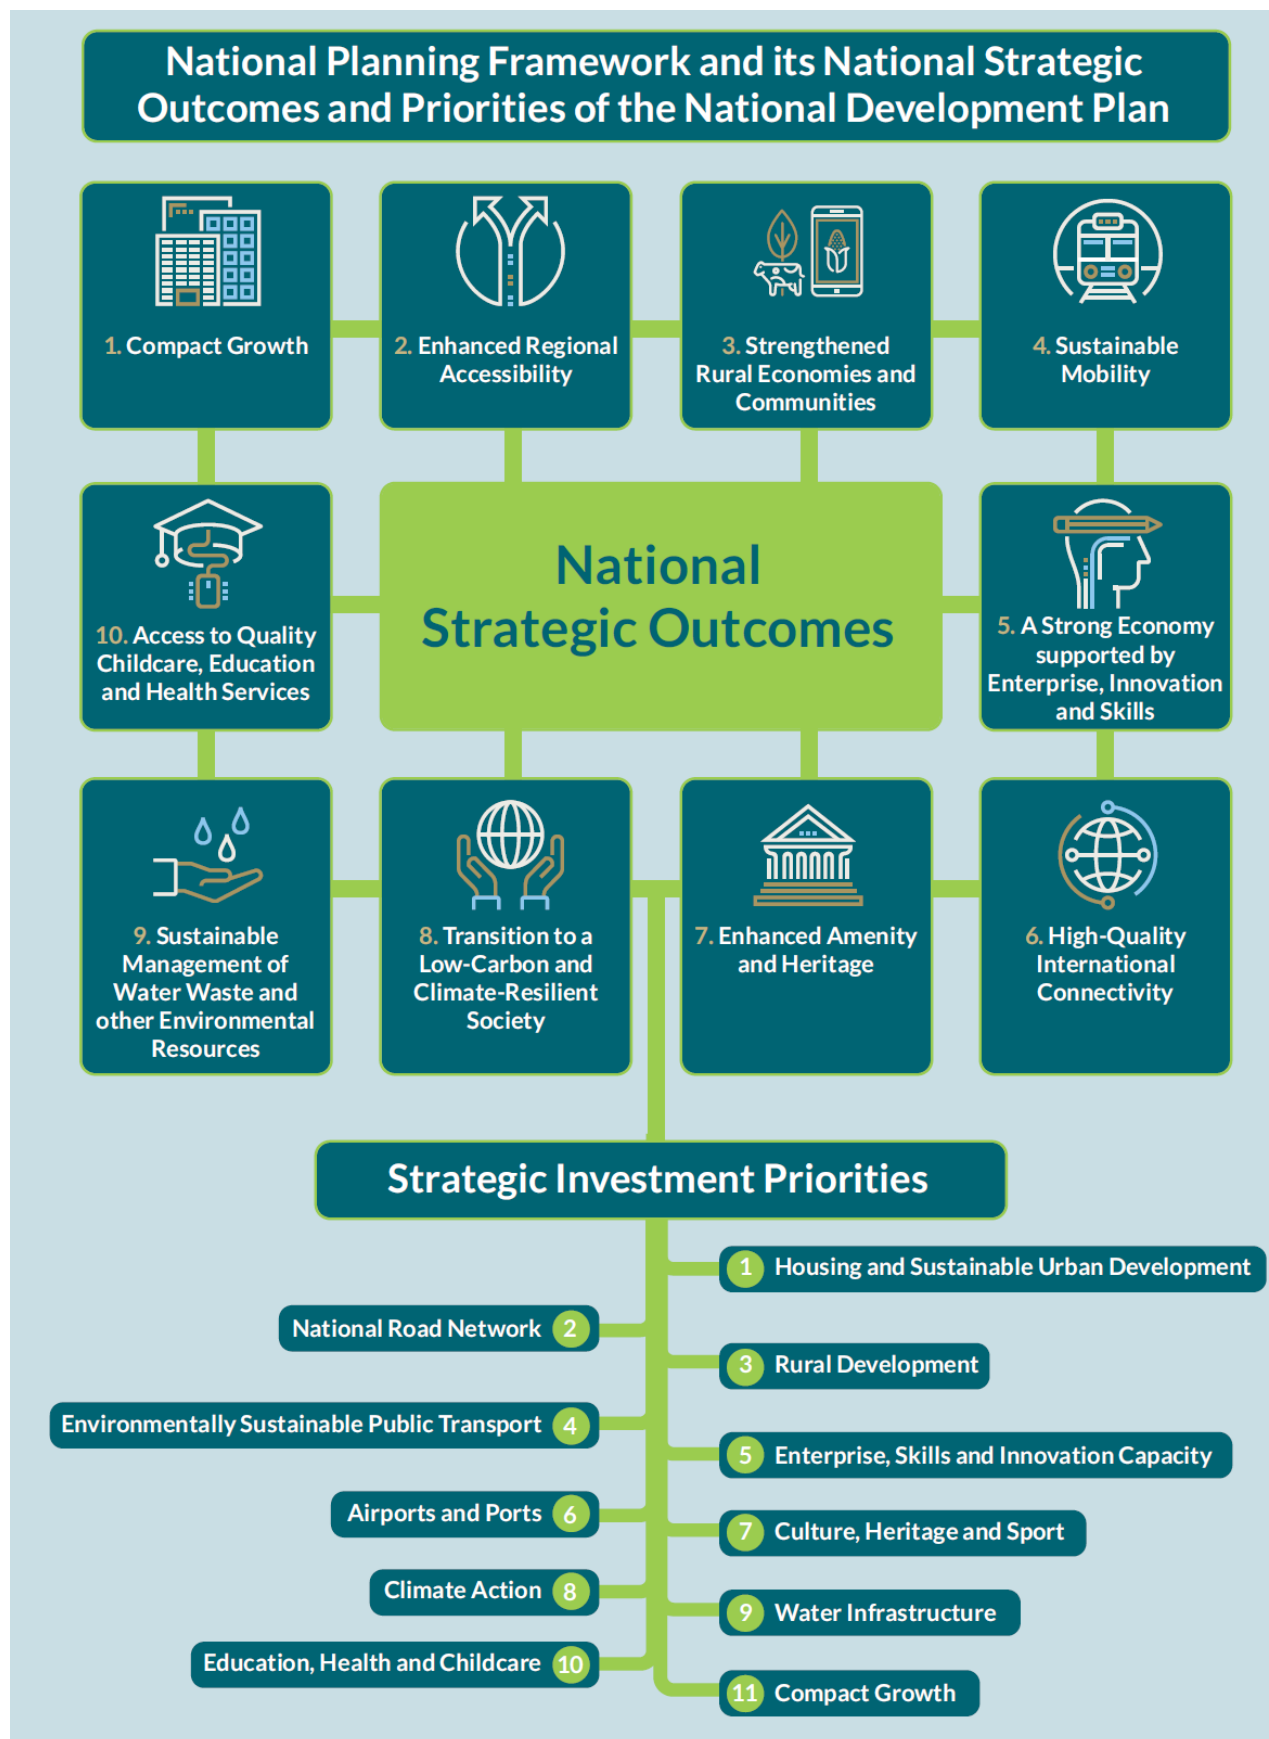 National Planning Framework and its National Strategic
Outcomes and Priorities of the National Development Plan
1. Compact Growth
2. Enhanced Regional
Accessibility
3. Strengthened
Rural Economies and
Communities
4. Sustainable
Mobility
10. Access to Quality
Childcare, Education
and Health Services
National
Strategic Outcomes
5. A Strong Economy
supported by
Enterprise, Innovation
and Skills
9. Sustainable
Management of
Water Waste and
other Environmental
Resources
8. Transition to a
Low-Carbon and
Climate-Resilient
Society
7. Enhanced Amenity
and Heritage
6. High-Quality
International
Connectivity
Strategic Investment Priorities
1 Housing and Sustainable Urban Development
National Road Network 2
3 Rural Development
Environmentally Sustainable Public Transport 4
5 Enterprise, Skills and Innovation Capacity
Airports and Ports 6
7 Culture, Heritage and Sport
Climate Action 8
9 Water Infrastructure
Education, Health and Childcare 10
11 Compact Growth